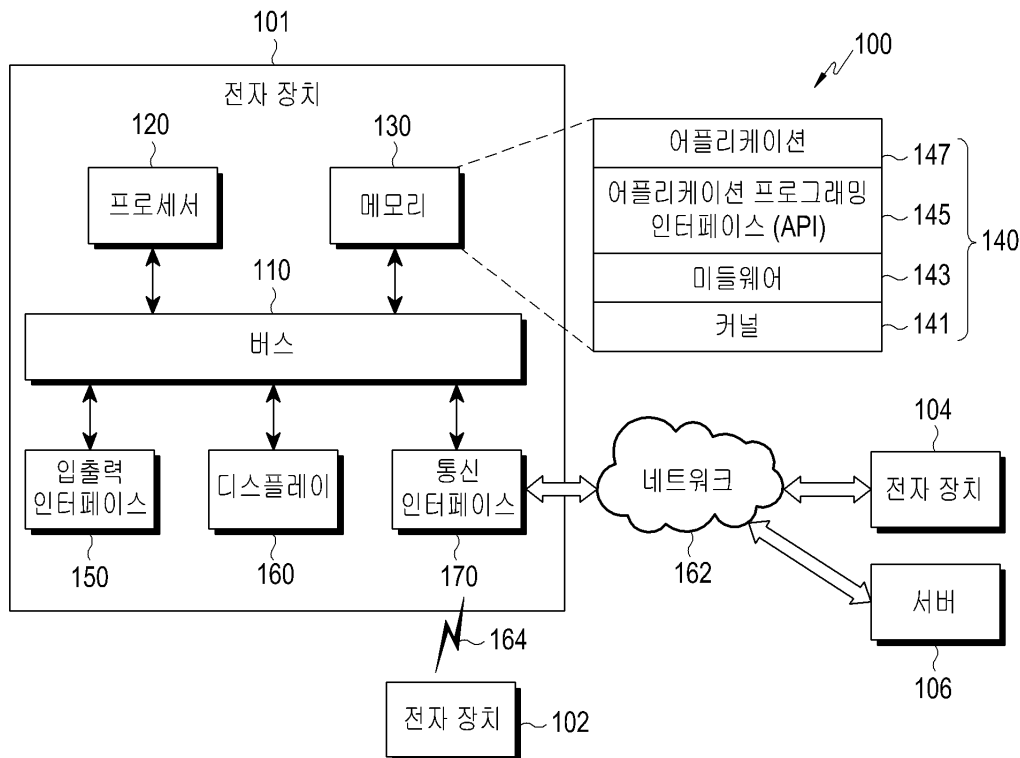 101
전자 장치
100
120
130
프로세서
메모리
어플리케이션
147
어플리케이션 프로그래밍
인터페이스 (API)
145
미들웨어
143
커널
141
140
110
버스
입출력
인터페이스
150
디스플레이
160
통신
인터페이스
170
네트워크
162
104
전자 장치
서버
106
164
전자 장치
102